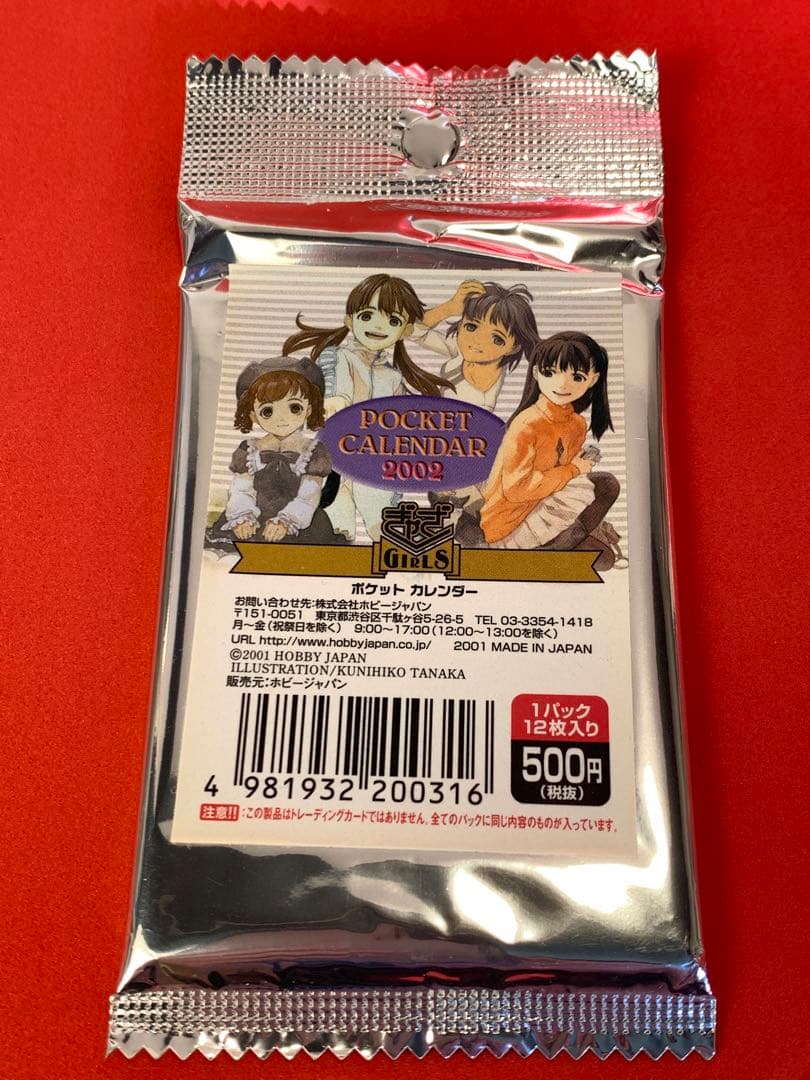 POCKET
CALENDAR
2002
ぎゃざ
GIRLS
ポケット カレンダー
お問い合わせ先:株式会社ホビージャパン
〒151-0051 東京都渋谷区千駄ヶ谷5-26-5 TEL 03-3354-1418
月〜金(祝祭日を除く) 9:00〜17:00(12:00〜13:00を除く)
URL http://www.hobbyjapan.co.jp/ 2001 MADE IN JAPAN
©2001 HOBBY JAPAN
ILLUSTRATION/KUNIHIKO TANAKA
販売元:ホビージャパン
1パック
12枚入り
500円
(税抜)
4 981932 200316
注意!!:この製品はトレーディングカードではありません。全てのパックに同じ内容のものが入っています。